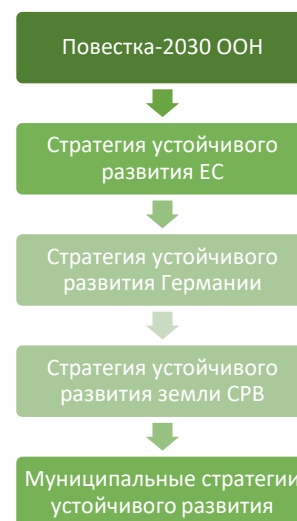 Повестка-2030 ООН
Стратегия устойчивого
развития ЕС
Стратегия устойчивого
развития Германии
Стратегия устойчивого
развития земли СРВ
Муниципальные стратегии
устойчивого развития